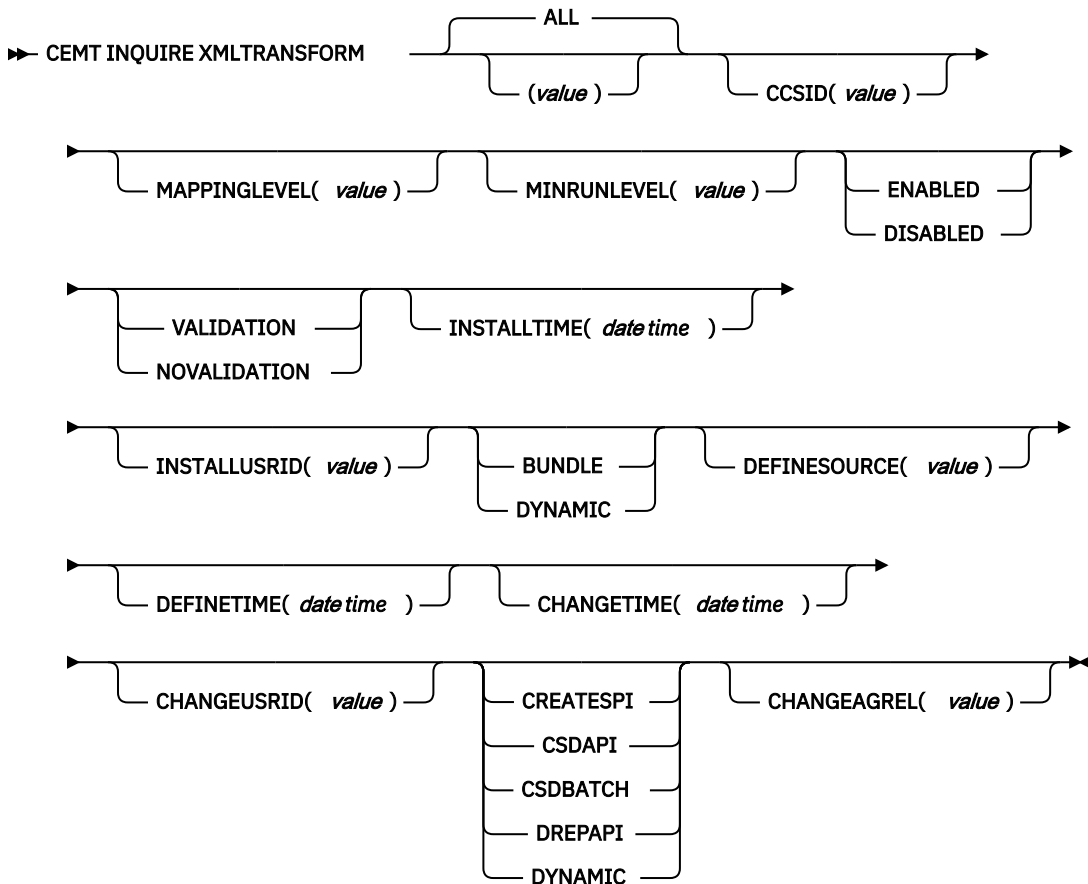 ALL
CEMT INQUIRE XMLTRANSFORM
(value)
CCSID( value )
MAPPINGLEVEL( value )
MINRUNLEVEL( value )
ENABLED
DISABLED
VALIDATION
NOVALIDATION
INSTALLTIME( date time )
INSTALLUSRID( value )
BUNDLE
DYNAMIC
DEFINESOURCE( value )
DEFINETIME( date time )
CHANGETIME( date time )
CHANGEUSRID( value )
CREATESPI
CSDAPI
CSDBATCH
DREPAPI
DYNAMIC
CHANGEAGREL( value )